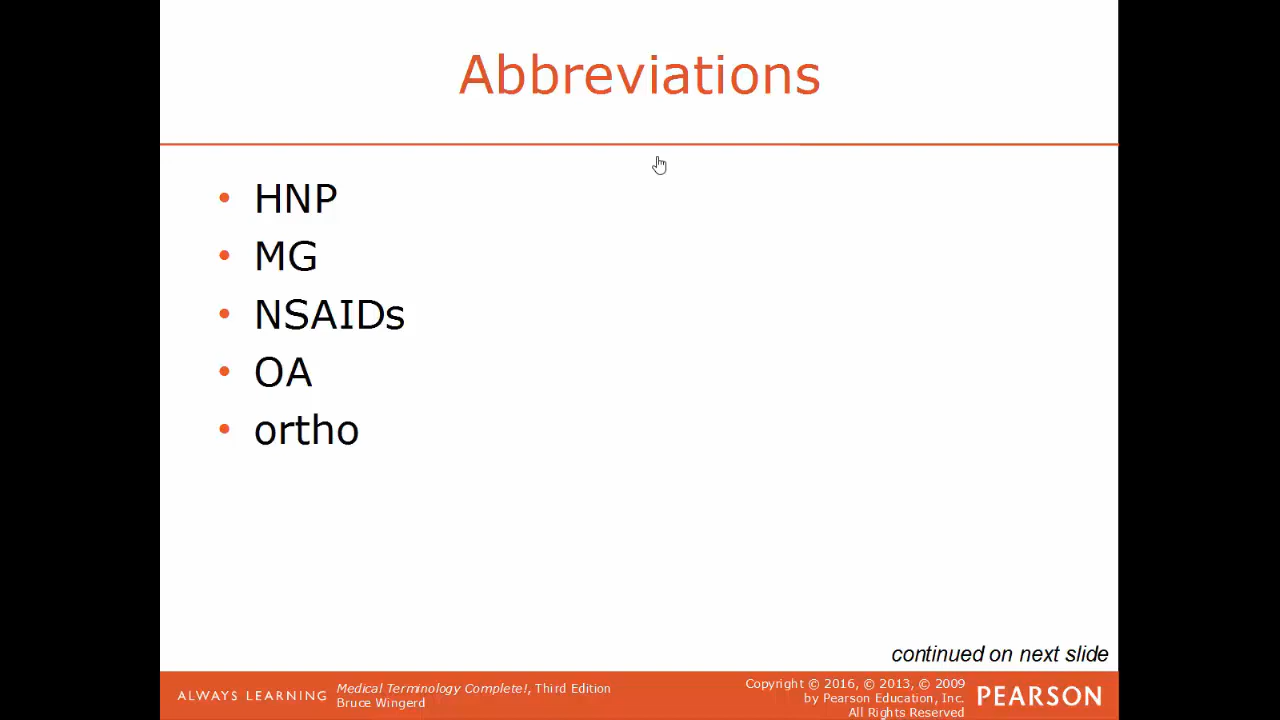 Abbreviations
• HNP
• MG
• NSAIDs
• OA
• ortho
continued on next slide
ALWAYS LEARNING
Medical Terminology Complete!, Third Edition
Bruce Wingerd
Copyright © 2016, © 2013, © 2009
by Pearson Education, Inc.
All Rights Reserved
PEARSON